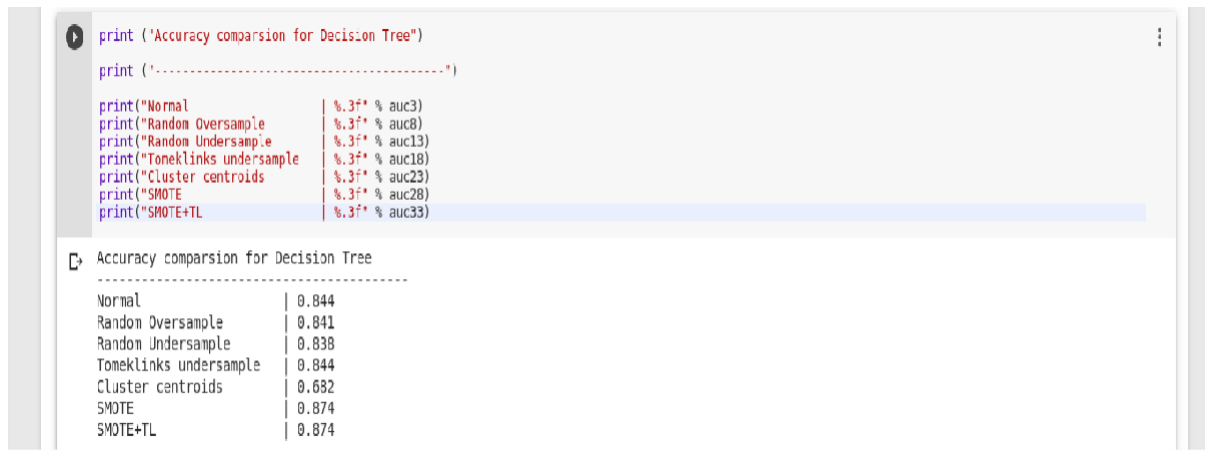 print ("Accuracy comparsion for Decision Tree")
print ("-----------------------------------------")
print("Normal | %.3f" % auc3)
print("Random Oversample | %.3f" % auc8)
print("Random Undersample | %.3f" % auc13)
print("Tomeklinks undersample | %.3f" % auc18)
print("Cluster centroids | %.3f" % auc23)
print("SMOTE | %.3f" % auc28)
print("SMOTE+TL | %.3f" % auc33)
Accuracy comparsion for Decision Tree
-----------------------------------------
Normal | 0.844
Random Oversample | 0.841
Random Undersample | 0.838
Tomeklinks undersample | 0.844
Cluster centroids | 0.682
SMOTE | 0.874
SMOTE+TL | 0.874